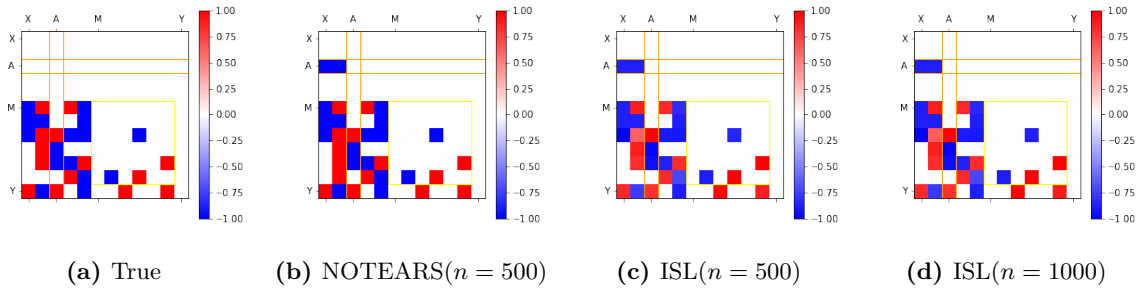 X A M Y
X
A
M
Y
1.00
0.75
0.50
0.25
0.00
−0.25
−0.50
−0.75
−1.00
(a) True
X A M Y
X
A
M
Y
1.00
0.75
0.50
0.25
0.00
−0.25
−0.50
−0.75
−1.00
(b) NOTEARS(n = 500)
X A M Y
X
A
M
Y
1.00
0.75
0.50
0.25
0.00
−0.25
−0.50
−0.75
−1.00
(c) ISL(n = 500)
X A M Y
X
A
M
Y
1.00
0.75
0.50
0.25
0.00
−0.25
−0.50
−0.75
−1.00
(d) ISL(n = 1000)